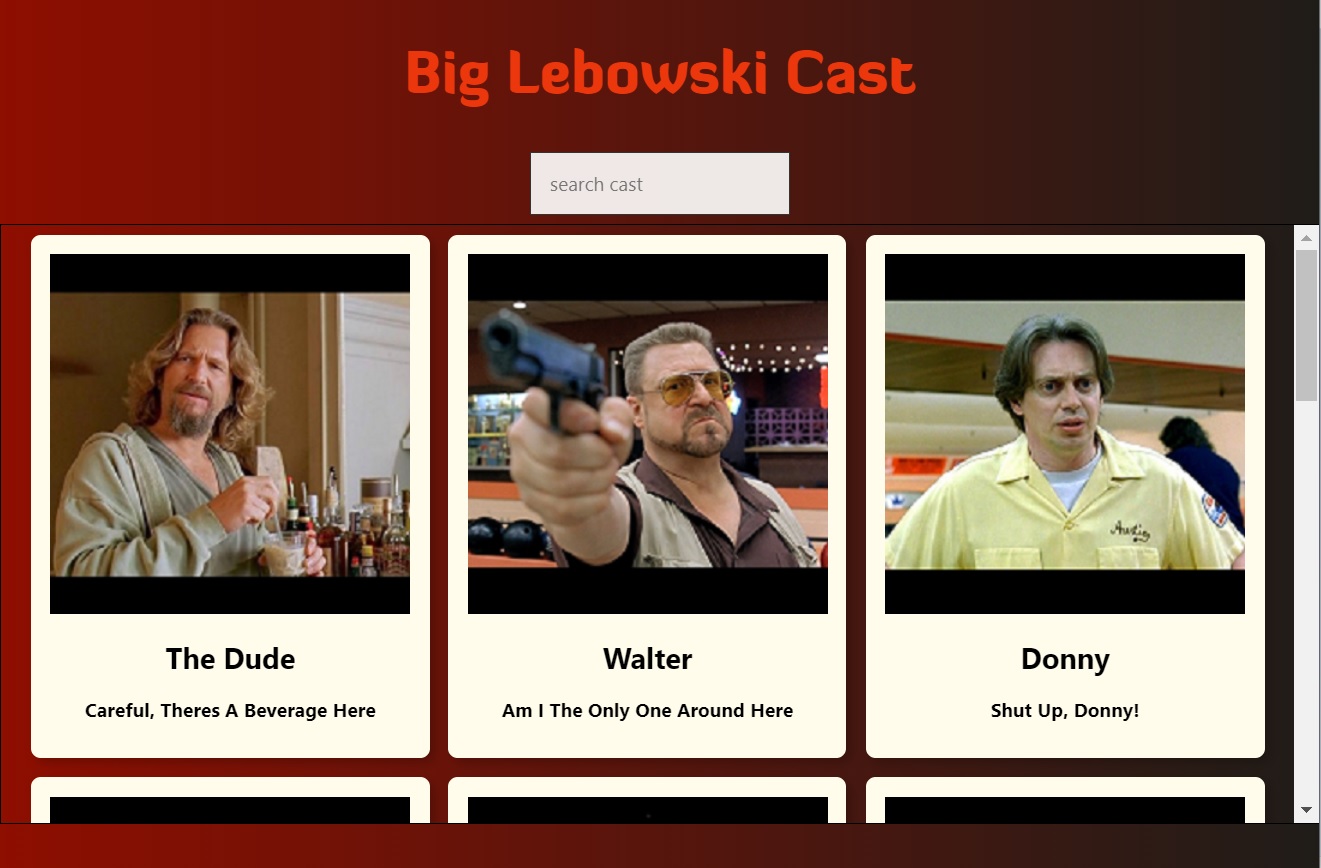 Big Lebowski Cast
search cast
Austin
The Dude
Walter
Donny
Careful, Theres A Beverage Here
Am I The Only One Around Here
Shut Up, Donny!